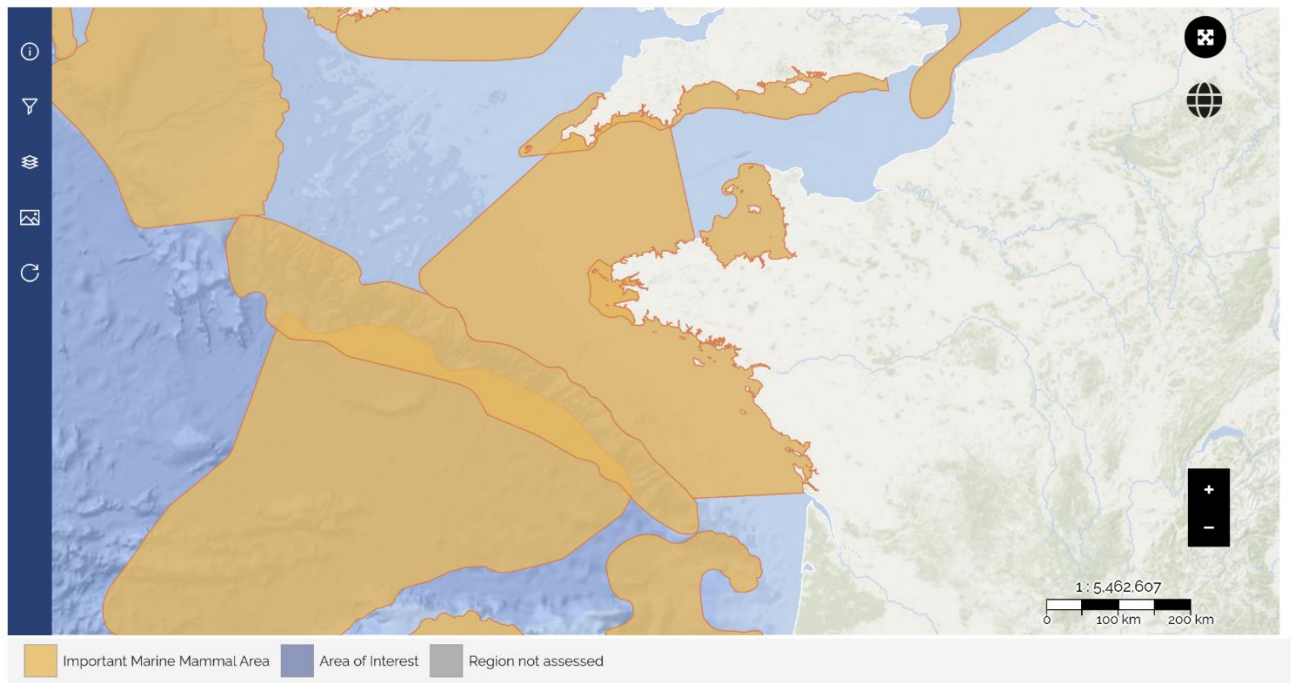 1 : 5,462,607
0 100 km 200 km
+
–
Important Marine Mammal Area Area of Interest Region not assessed